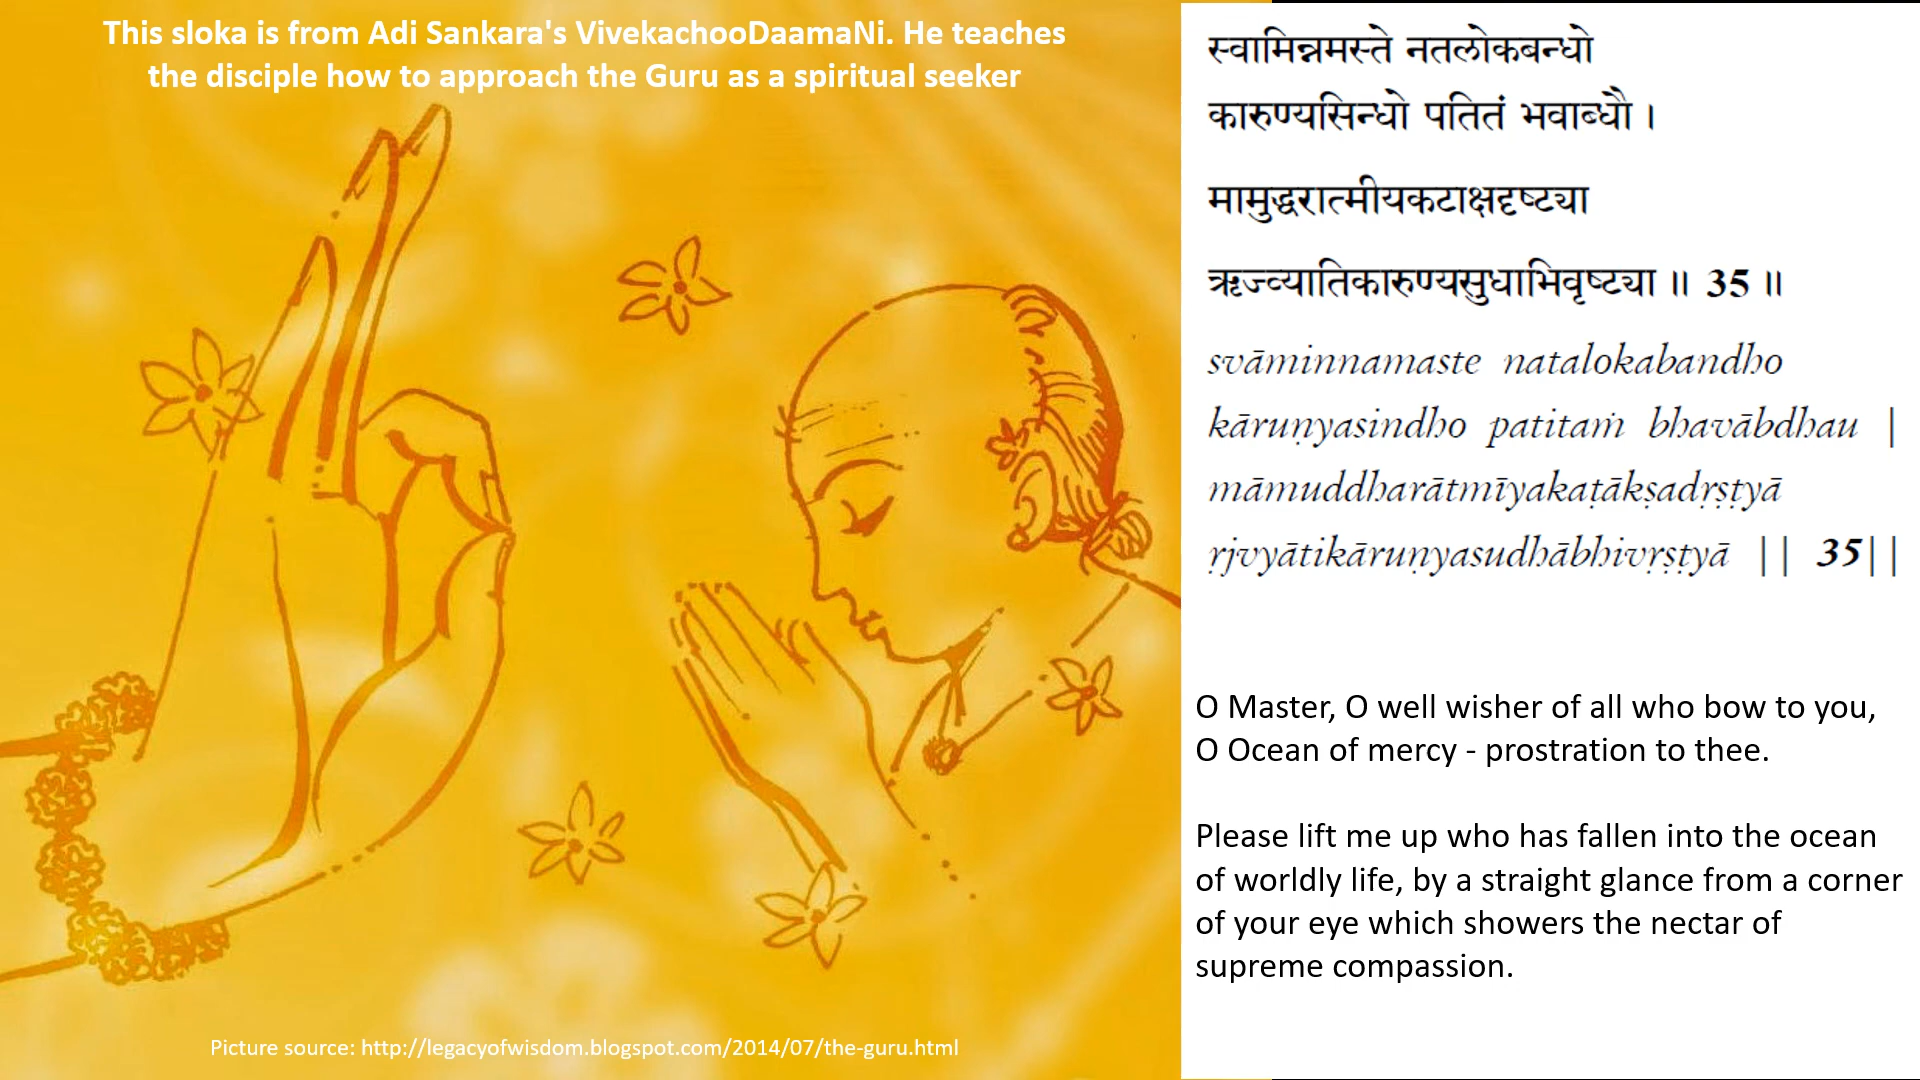 This sloka is from Adi Sankara's VivekachooDaamaNi. He teaches
the disciple how to approach the Guru as a spiritual seeker
स्वामिन्नमस्ते नतलोकबन्धो
कारुण्यसिन्धो पतितं भवाब्धौ ।
मामुद्धरात्मीयकटाक्षदृष्ट्या
ऋज्व्यातिकारुण्यसुधाभिवृष्ट्या ॥ 35 ॥
svāminnamaste natalokabandho
kāruṇyasindho patitaṁ bhavābdhau |
māmuddharātmīyakaṭākṣadṛṣṭyā
ṛjvyātikāruṇyasudhābhivṛṣṭyā || 35||
O Master, O well wisher of all who bow to you,
O Ocean of mercy - prostration to thee.
Please lift me up who has fallen into the ocean
of worldly life, by a straight glance from a corner
of your eye which showers the nectar of
supreme compassion.
Picture source: http://legacyofwisdom.blogspot.com/2014/07/the-guru.html